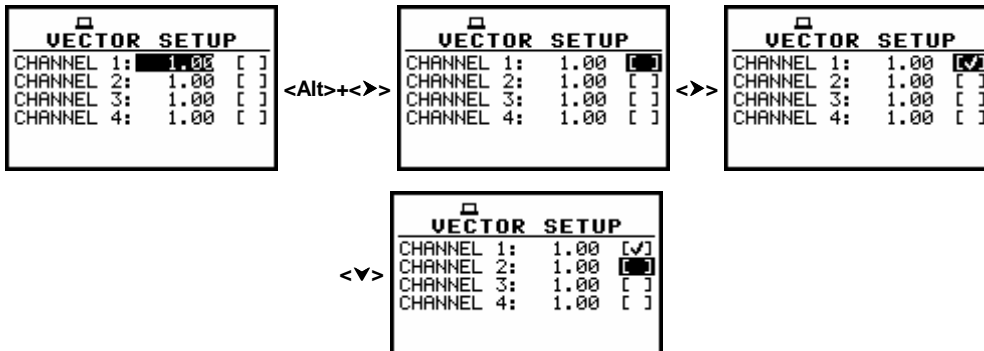 VECTOR SETUP
CHANNEL 1: 1.00 [ ]
CHANNEL 2: 1.00 [ ]
CHANNEL 3: 1.00 [ ]
CHANNEL 4: 1.00 [ ]
<Alt>+<➤>
VECTOR SETUP
CHANNEL 1: 1.00 [ ]
CHANNEL 2: 1.00 [ ]
CHANNEL 3: 1.00 [ ]
CHANNEL 4: 1.00 [ ]
<➤>
VECTOR SETUP
CHANNEL 1: 1.00 [✓]
CHANNEL 2: 1.00 [ ]
CHANNEL 3: 1.00 [ ]
CHANNEL 4: 1.00 [ ]
<⮟>
VECTOR SETUP
CHANNEL 1: 1.00 [✓]
CHANNEL 2: 1.00 [ ]
CHANNEL 3: 1.00 [ ]
CHANNEL 4: 1.00 [ ]